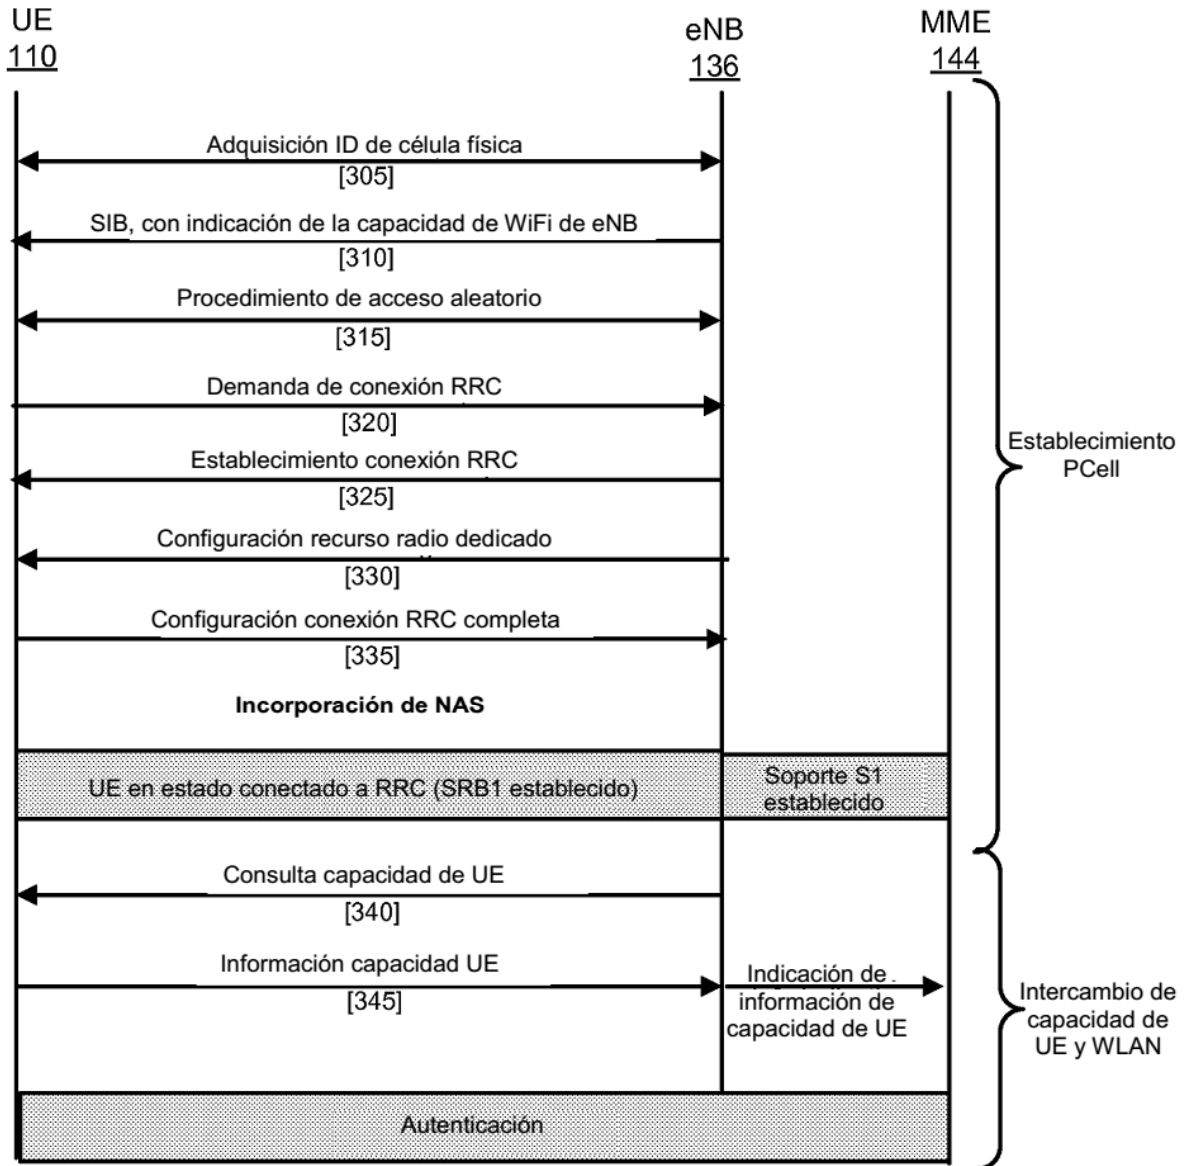 UE
110
eNB
136
MME
144
Adquisición ID de célula física
[305]
SIB, con indicación de la capacidad de WiFi de eNB
[310]
Procedimiento de acceso aleatorio
[315]
Demanda de conexión RRC
[320]
Establecimiento conexión RRC
[325]
Configuración recurso radio dedicado
[330]
Configuración conexión RRC completa
[335]
Incorporación de NAS
Establecimiento
PCell
UE en estado conectado a RRC (SRB1 establecido)
Soporte S1
establecido
Consulta capacidad de UE
[340]
Información capacidad UE
[345]
Indicación de
información de
capacidad de UE
Intercambio de
capacidad de
UE y WLAN
Autenticación